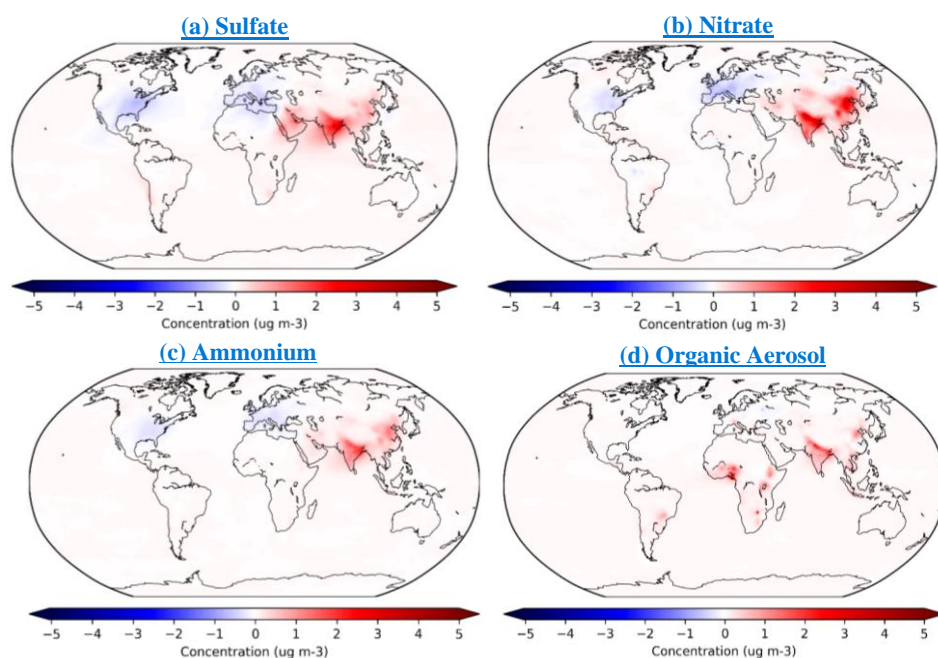 (a) Sulfate
(b) Nitrate
−5 −4 −3 −2 −1 0 1 2 3 4 5
Concentration (ug m-3)
−5 −4 −3 −2 −1 0 1 2 3 4 5
Concentration (ug m-3)
(c) Ammonium
(d) Organic Aerosol
−5 −4 −3 −2 −1 0 1 2 3 4 5
Concentration (ug m-3)
−5 −4 −3 −2 −1 0 1 2 3 4 5
Concentration (ug m-3)